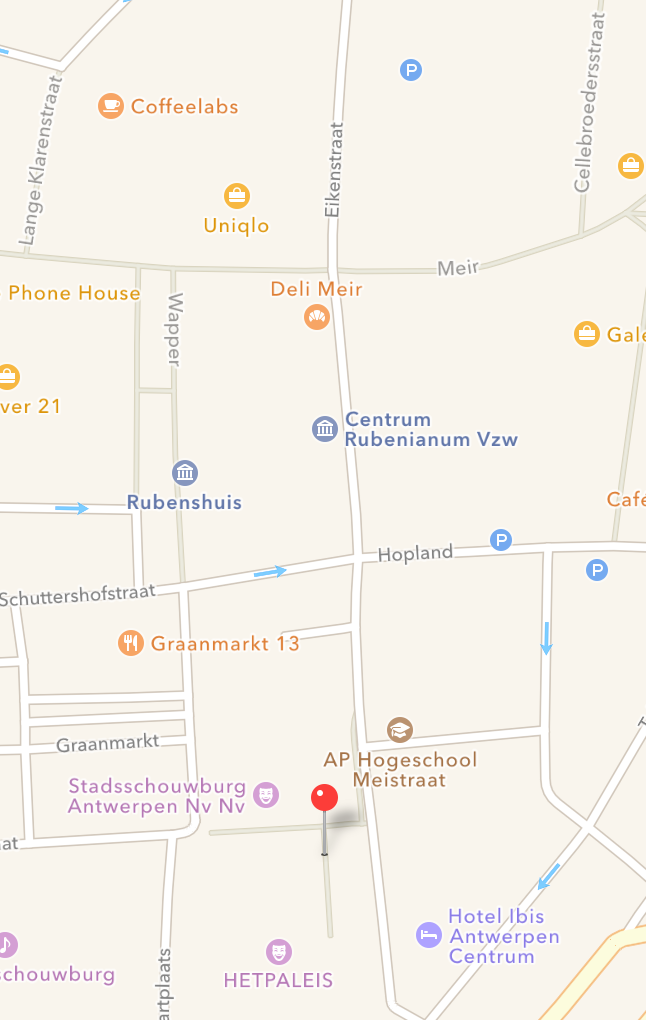 Cellebroedersstraat
P
Lange Klarenstraat
Coffeelabs
Eikenstraat
Uniqlo
Meir
Phone House
Deli Meir
Wapper
Gale
ver 21
Centrum
Rubenianum Vzw
Rubenshuis
Café
P
Hopland
P
Schuttershofstraat
Graanmarkt 13
Graanmarkt
AP Hogeschool
Meistraat
Stadsschouwburg
Antwerpen Nv Nv
at
Hotel Ibis
Antwerpen
Centrum
schouwburg
HETPALEIS
artplaats